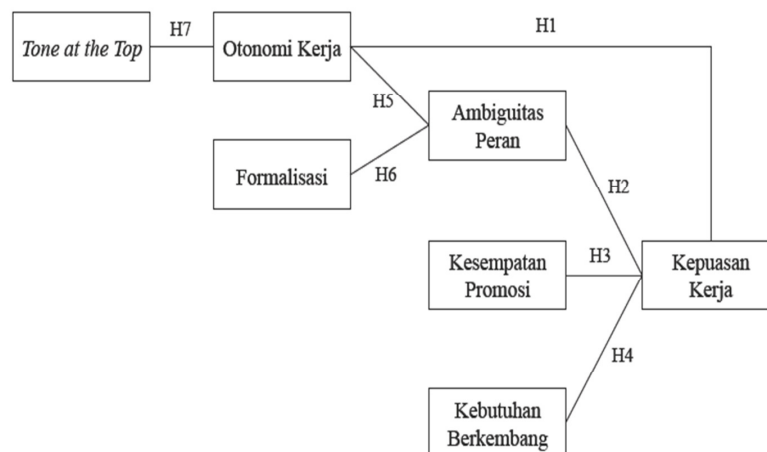 H7
H1
Tone at the Top
Otonomi Kerja
H5
Ambiguitas
Peran
Formalisasi
H6
H2
Kesempatan
Promosi
H3
Kepuasan
Kerja
H4
Kebutuhan
Berkembang